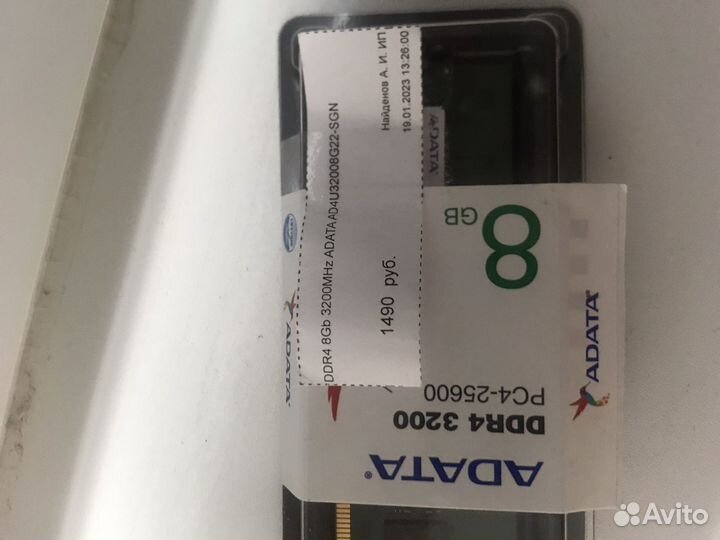 DDR4 8Gb 3200MHz ADATA AD4U32008G22-SGN
1490 руб.
Найденов А. И. ИП
19.01.2023 13:26:00
ADATA
8
GB
ADATA
DDR4 3200
PC4-25600
ADATA®
ADATA®
Avito